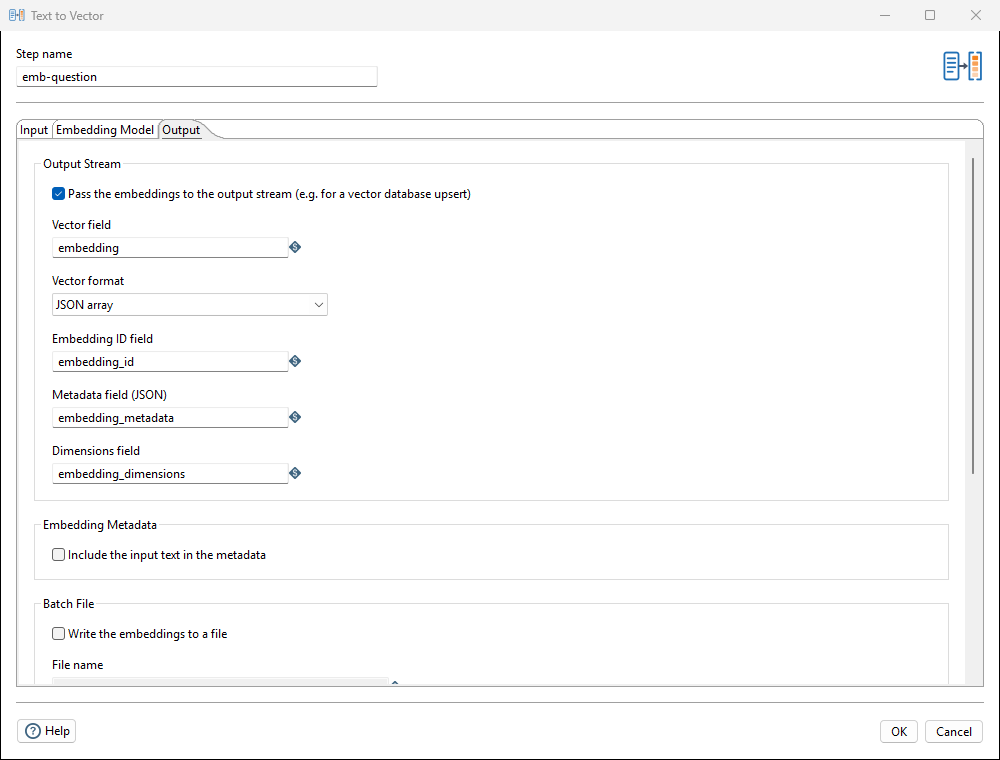 Text to Vector
Step name
emb-question
Input
Embedding Model
Output
Output Stream
Pass the embeddings to the output stream (e.g. for a vector database upsert)
Vector field
embedding
Vector format
JSON array
Embedding ID field
embedding_id
Metadata field (JSON)
embedding_metadata
Dimensions field
embedding_dimensions
Embedding Metadata
Include the input text in the metadata
Batch File
Write the embeddings to a file
File name
Help
OK
Cancel